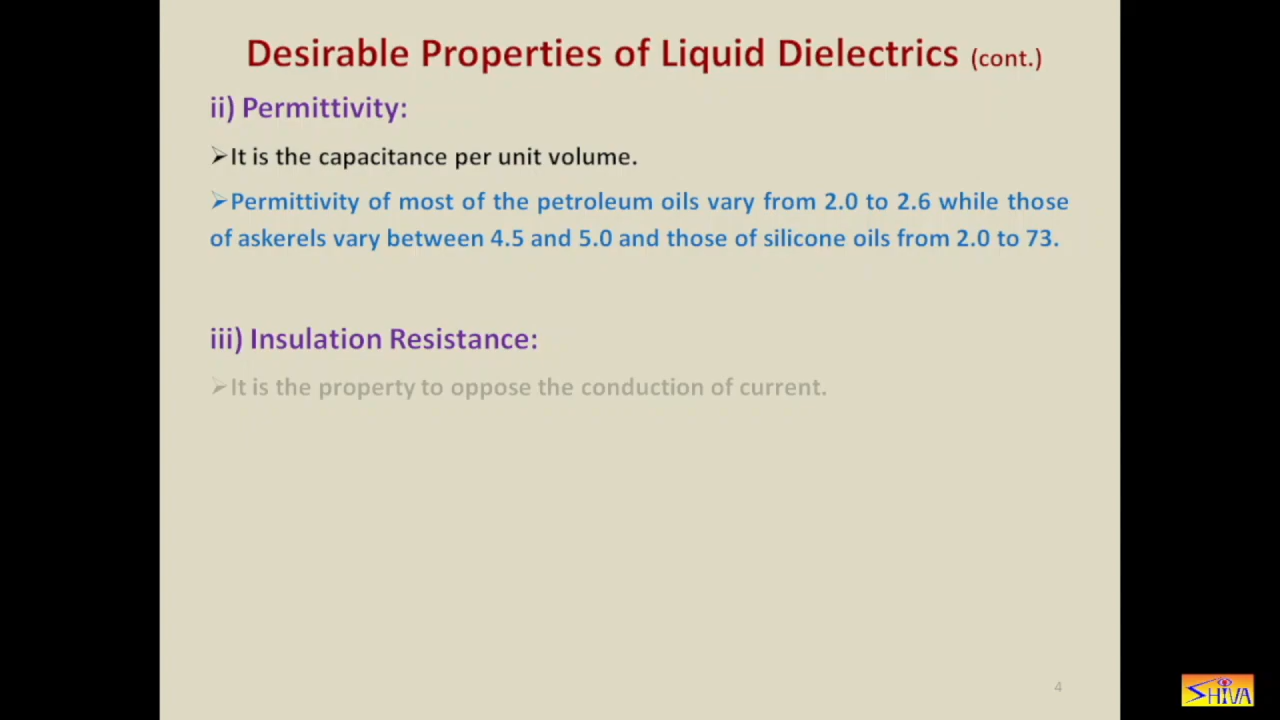 Desirable Properties of Liquid Dielectrics (cont.)
ii) Permittivity:
➢It is the capacitance per unit volume.
➢Permittivity of most of the petroleum oils vary from 2.0 to 2.6 while those
of askerels vary between 4.5 and 5.0 and those of silicone oils from 2.0 to 73.
iii) Insulation Resistance:
➢It is the property to oppose the conduction of current.
4
SHIVA